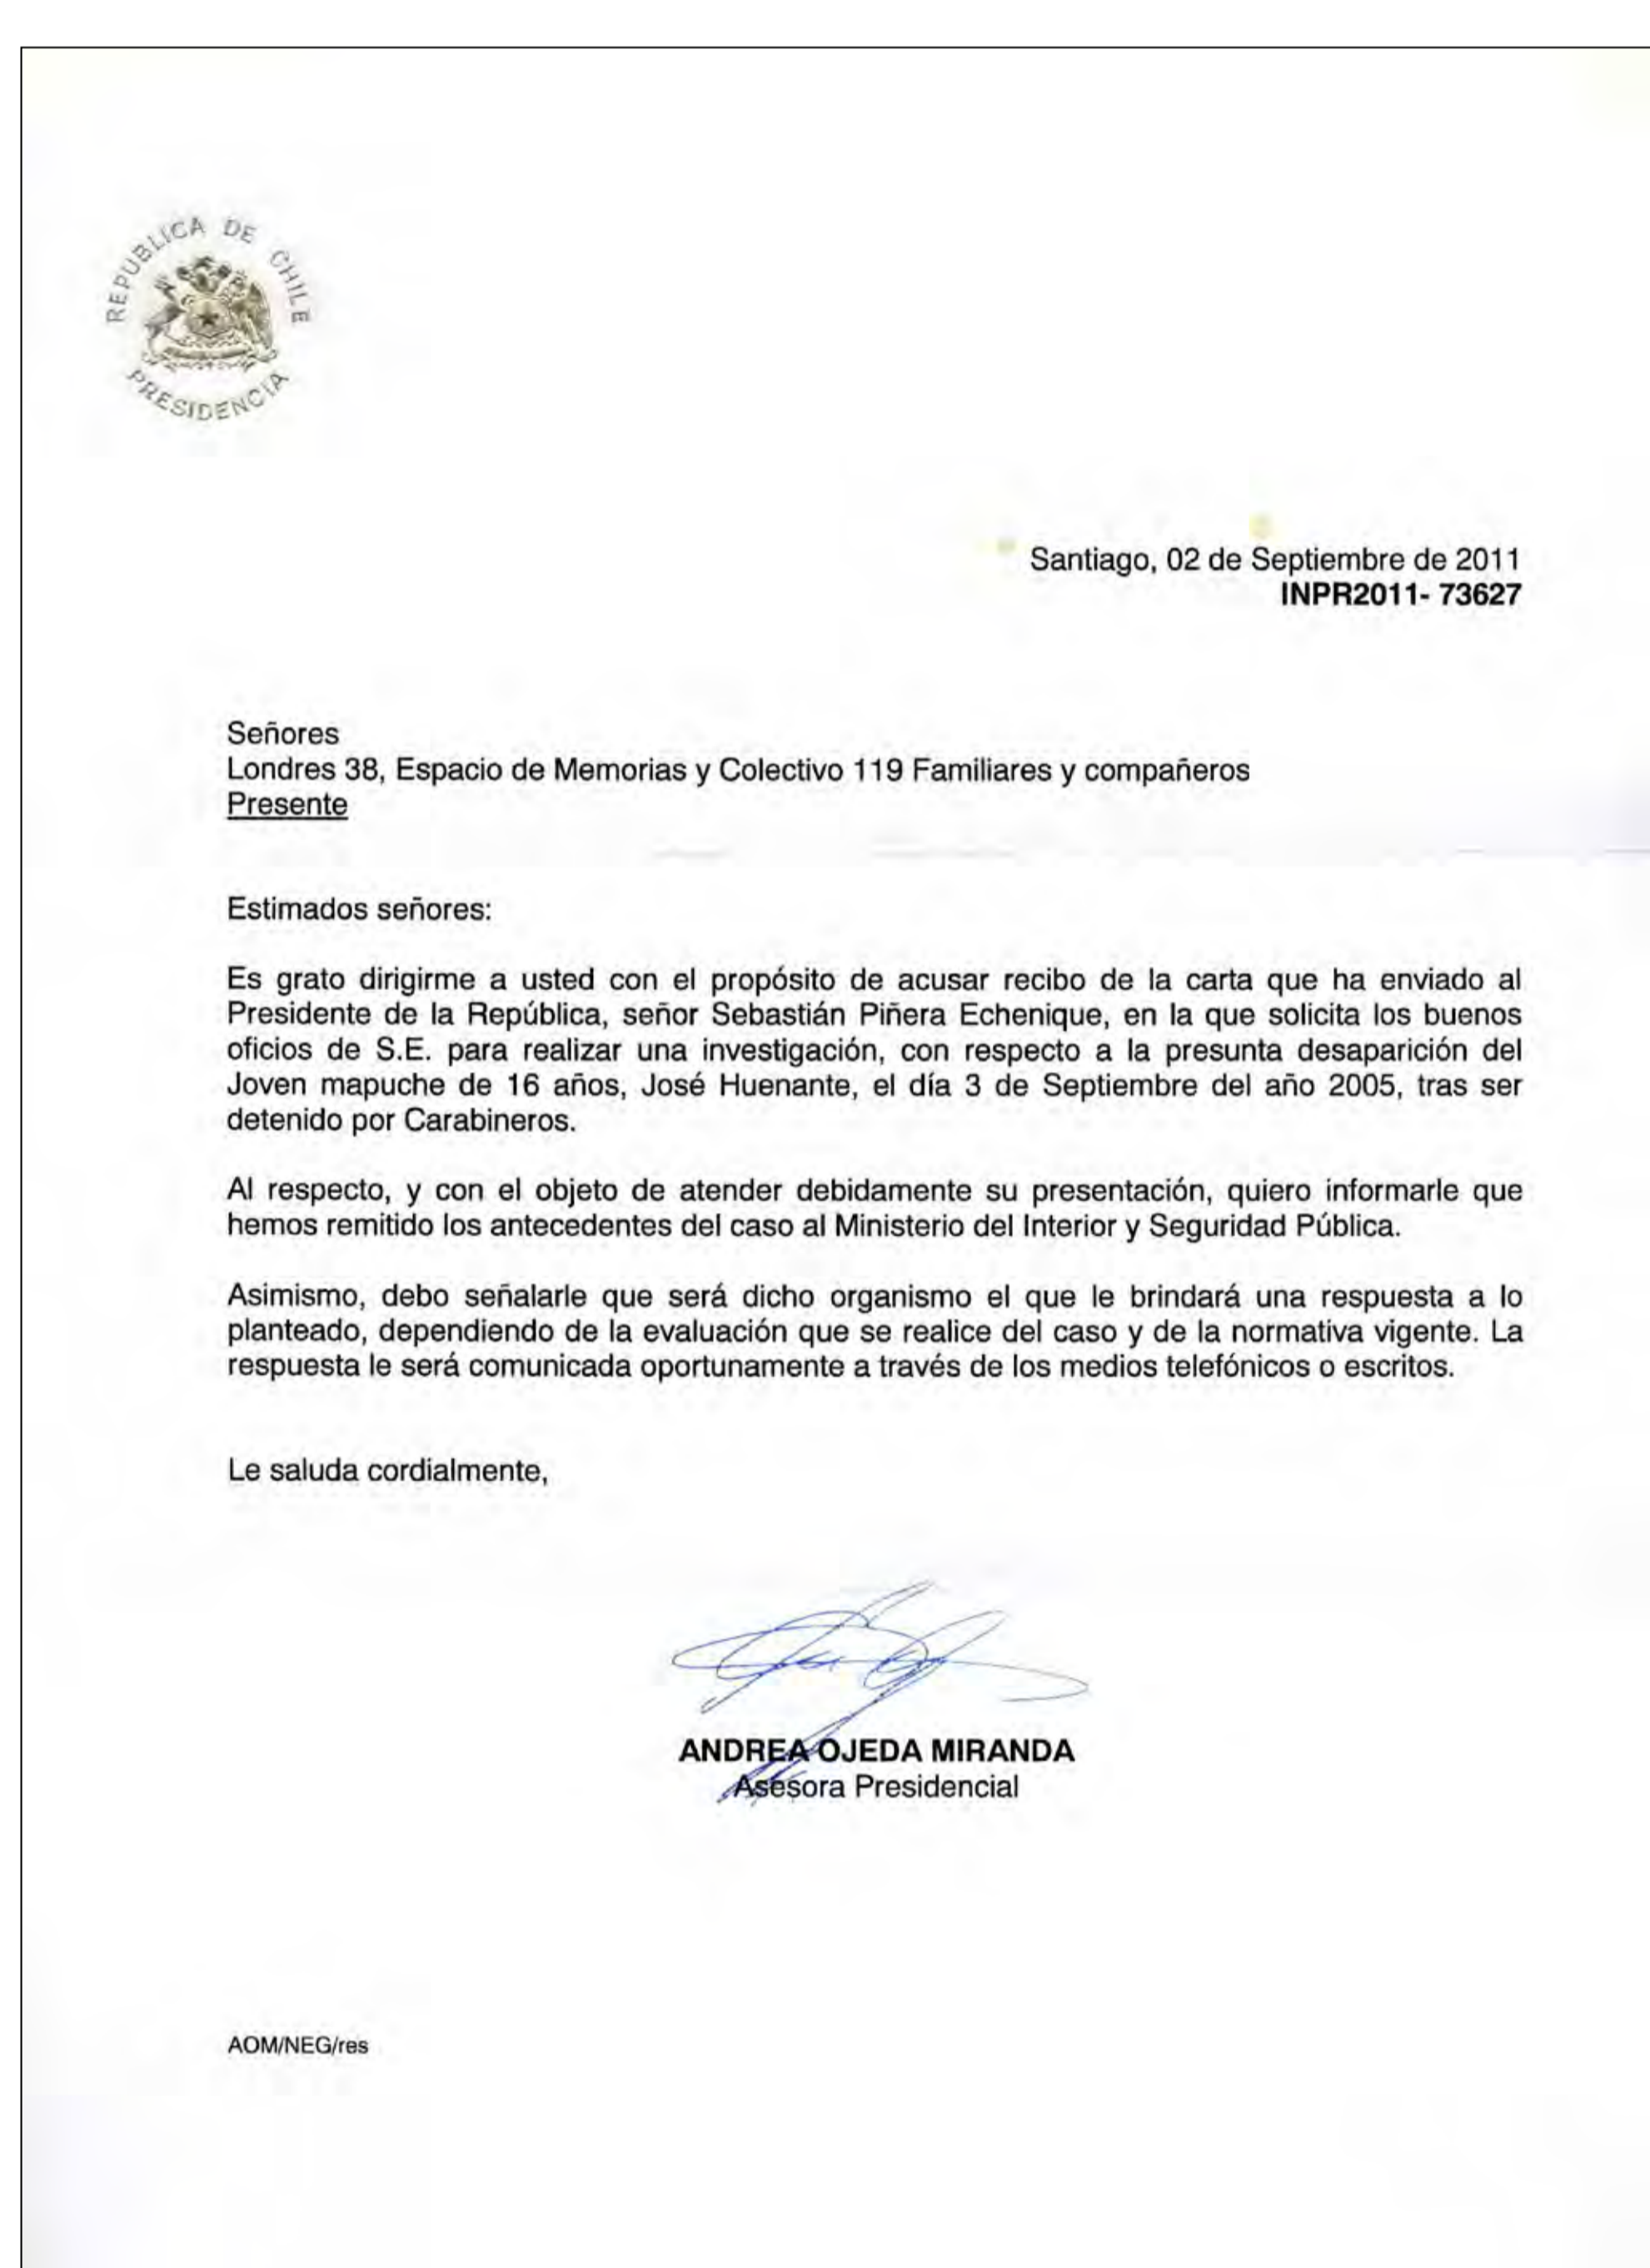 REPUBLICA DE CHILE
PRESIDENCIA
Santiago, 02 de Septiembre de 2011
INPR2011- 73627
Señores
Londres 38, Espacio de Memorias y Colectivo 119 Familiares y compañeros
Presente
Estimados señores:
Es grato dirigirme a usted con el propósito de acusar recibo de la carta que ha enviado al
Presidente de la República, señor Sebastián Piñera Echenique, en la que solicita los buenos
oficios de S.E. para realizar una investigación, con respecto a la presunta desaparición del
Joven mapuche de 16 años, José Huenante, el día 3 de Septiembre del año 2005, tras ser
detenido por Carabineros.
Al respecto, y con el objeto de atender debidamente su presentación, quiero informarle que
hemos remitido los antecedentes del caso al Ministerio del Interior y Seguridad Pública.
Asimismo, debo señalarle que será dicho organismo el que le brindará una respuesta a lo
planteado, dependiendo de la evaluación que se realice del caso y de la normativa vigente. La
respuesta le será comunicada oportunamente a través de los medios telefónicos o escritos.
Le saluda cordialmente,
ANDREA OJEDA MIRANDA
Asesora Presidencial
AOM/NEG/res